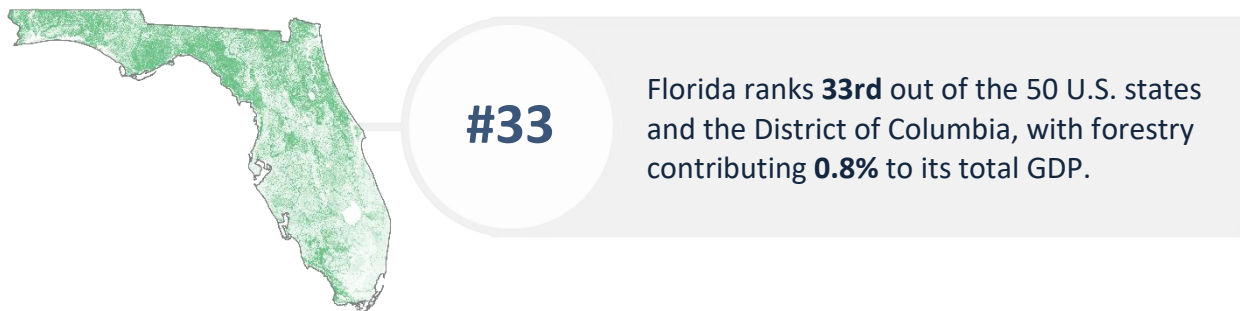 #33
Florida ranks 33rd out of the 50 U.S. states
and the District of Columbia, with forestry
contributing 0.8% to its total GDP.